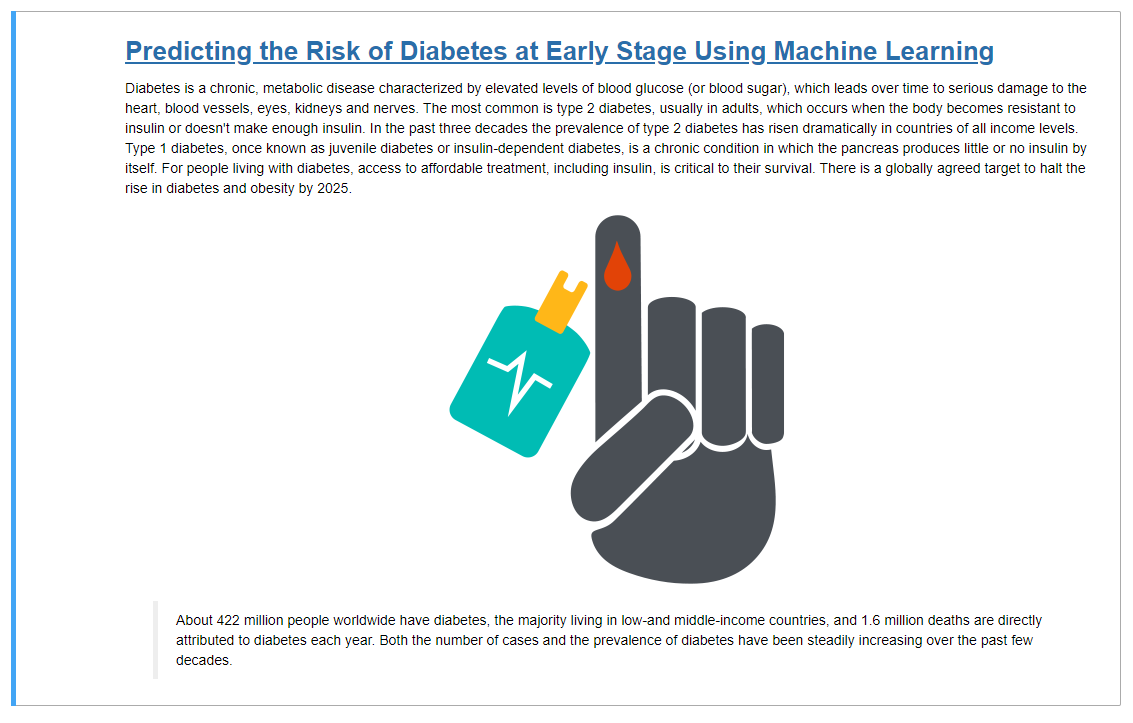 Predicting the Risk of Diabetes at Early Stage Using Machine Learning
Diabetes is a chronic, metabolic disease characterized by elevated levels of blood glucose (or blood sugar), which leads over time to serious damage to the
heart, blood vessels, eyes, kidneys and nerves. The most common is type 2 diabetes, usually in adults, which occurs when the body becomes resistant to
insulin or doesn't make enough insulin. In the past three decades the prevalence of type 2 diabetes has risen dramatically in countries of all income levels.
Type 1 diabetes, once known as juvenile diabetes or insulin-dependent diabetes, is a chronic condition in which the pancreas produces little or no insulin by
itself. For people living with diabetes, access to affordable treatment, including insulin, is critical to their survival. There is a globally agreed target to halt the
rise in diabetes and obesity by 2025.
About 422 million people worldwide have diabetes, the majority living in low-and middle-income countries, and 1.6 million deaths are directly
attributed to diabetes each year. Both the number of cases and the prevalence of diabetes have been steadily increasing over the past few
decades.